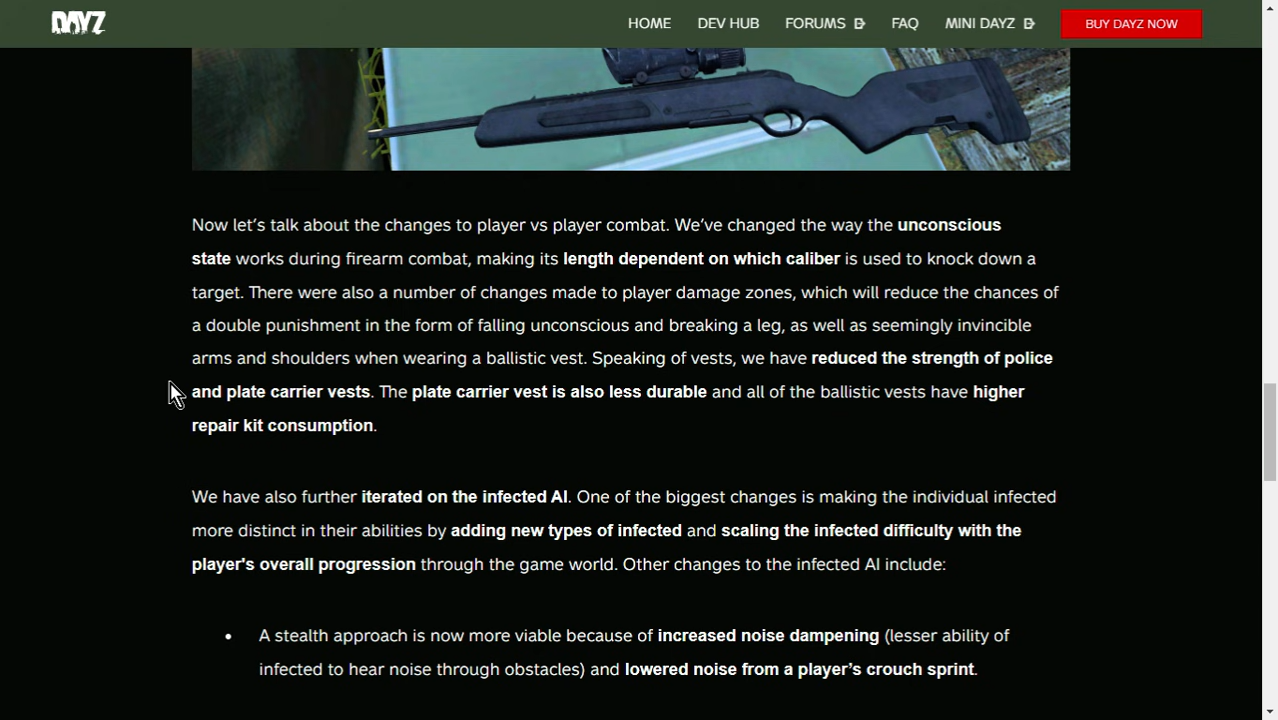 DAYZ
HOME DEV HUB FORUMS FAQ MINI DAYZ BUY DAYZ NOW
Now let’s talk about the changes to player vs player combat. We’ve changed the way the unconscious
state works during firearm combat, making its length dependent on which caliber is used to knock down a
target. There were also a number of changes made to player damage zones, which will reduce the chances of
a double punishment in the form of falling unconscious and breaking a leg, as well as seemingly invincible
arms and shoulders when wearing a ballistic vest. Speaking of vests, we have reduced the strength of police
and plate carrier vests. The plate carrier vest is also less durable and all of the ballistic vests have higher
repair kit consumption.
We have also further iterated on the infected AI. One of the biggest changes is making the individual infected
more distinct in their abilities by adding new types of infected and scaling the infected difficulty with the
player's overall progression through the game world. Other changes to the infected AI include:
• A stealth approach is now more viable because of increased noise dampening (lesser ability of
infected to hear noise through obstacles) and lowered noise from a player’s crouch sprint.